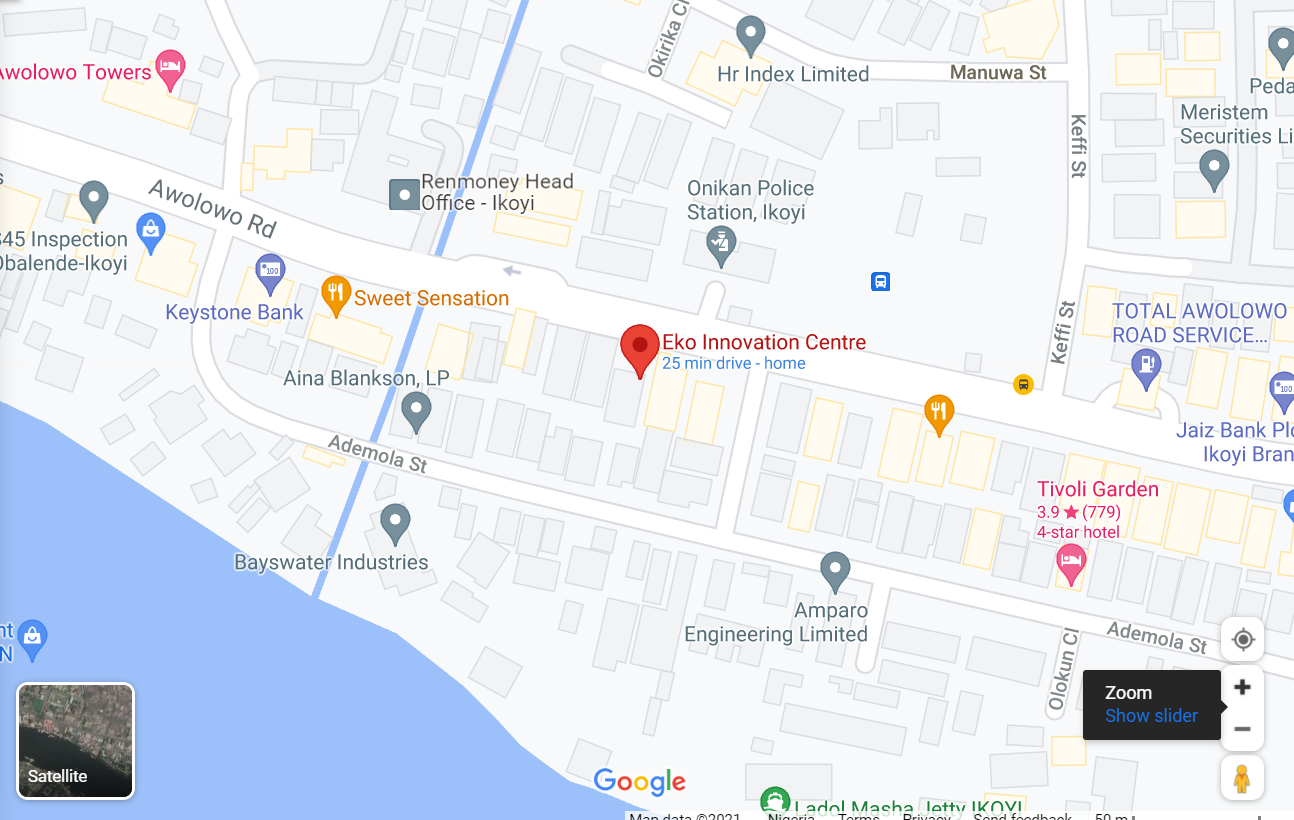 Okirika Cl
Hr Index Limited
Manuwa St
Awolowo Towers
Peda
Meristem
Securities Li
Keffi St
Renmoney Head
Office - Ikoyi
Onikan Police
Station, Ikoyi
Awolowo Rd
S45 Inspection
Obalende-Ikoyi
100
Keystone Bank
Sweet Sensation
Keffi St
TOTAL AWOLOWO
ROAD SERVICE...
Eko Innovation Centre
25 min drive - home
Aina Blankson, LP
100
Jaiz Bank Plc
Ikoyi Bran
Ademola St
Tivoli Garden
3.9 ★ (779)
4-star hotel
Bayswater Industries
Amparo
Engineering Limited
nt
N
Ademola St
Olokun Cl
Zoom
Show slider
+
−
Satellite
Google
Ladol Masha Jetty IKOYI
Map data ©2021 Nigeria Terms Privacy Send feedback 50 m